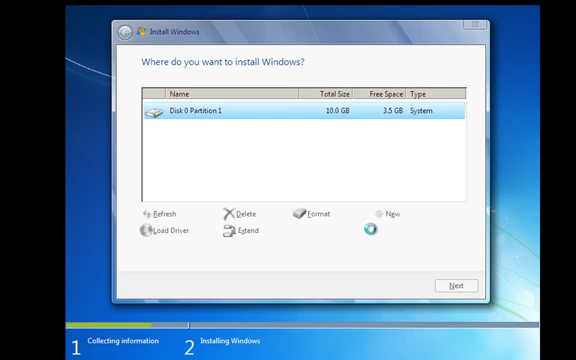 Install Windows
Where do you want to install Windows?
Name Total Size Free Space Type
Disk 0 Partition 1 10.0 GB 3.5 GB System
Refresh Delete Format New
Load Driver Extend
Next
1 Collecting information 2 Installing Windows